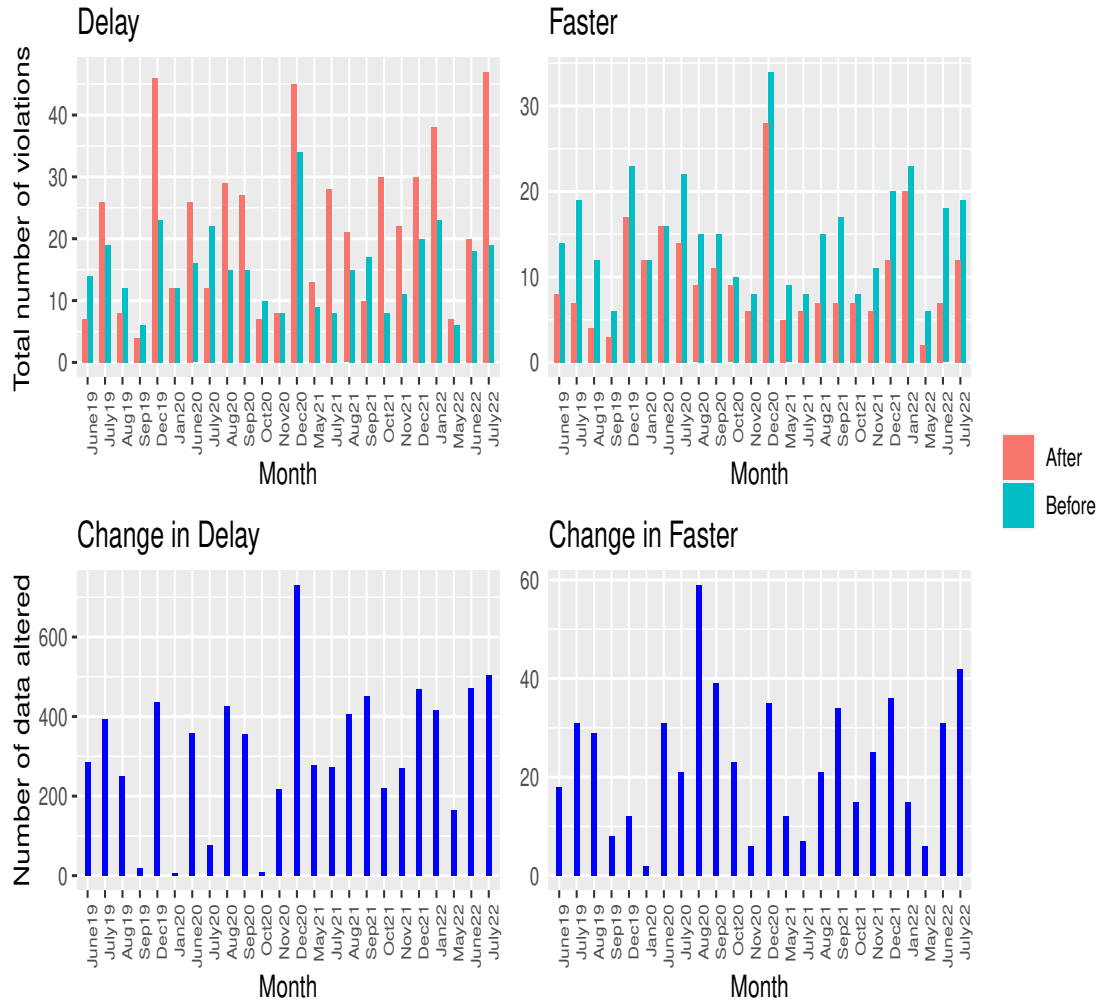 Delay
Total number of violations
40
30
20
10
0
June19
July19
Aug19
Sep19
Dec19
Jan20
June20
July20
Aug20
Sep20
Oct20
Nov20
Dec20
May21
July21
Aug21
Sep21
Oct21
Nov21
Dec21
Jan22
May22
June22
July22
Month
Faster
30
20
10
0
June19
July19
Aug19
Sep19
Dec19
Jan20
June20
July20
Aug20
Sep20
Oct20
Nov20
Dec20
May21
July21
Aug21
Sep21
Oct21
Nov21
Dec21
Jan22
May22
June22
July22
Month
After
Before
Change in Delay
Number of data altered
600
400
200
0
June19
July19
Aug19
Sep19
Dec19
Jan20
June20
July20
Aug20
Sep20
Oct20
Nov20
Dec20
May21
July21
Aug21
Sep21
Oct21
Nov21
Dec21
Jan22
May22
June22
July22
Month
Change in Faster
60
40
20
0
June19
July19
Aug19
Sep19
Dec19
Jan20
June20
July20
Aug20
Sep20
Oct20
Nov20
Dec20
May21
July21
Aug21
Sep21
Oct21
Nov21
Dec21
Jan22
May22
June22
July22
Month